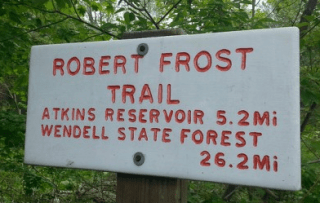 ROBERT FROST
TRAIL
ATKINS RESERVOIR 5.2Mi
WENDELL STATE FOREST
26.2Mi